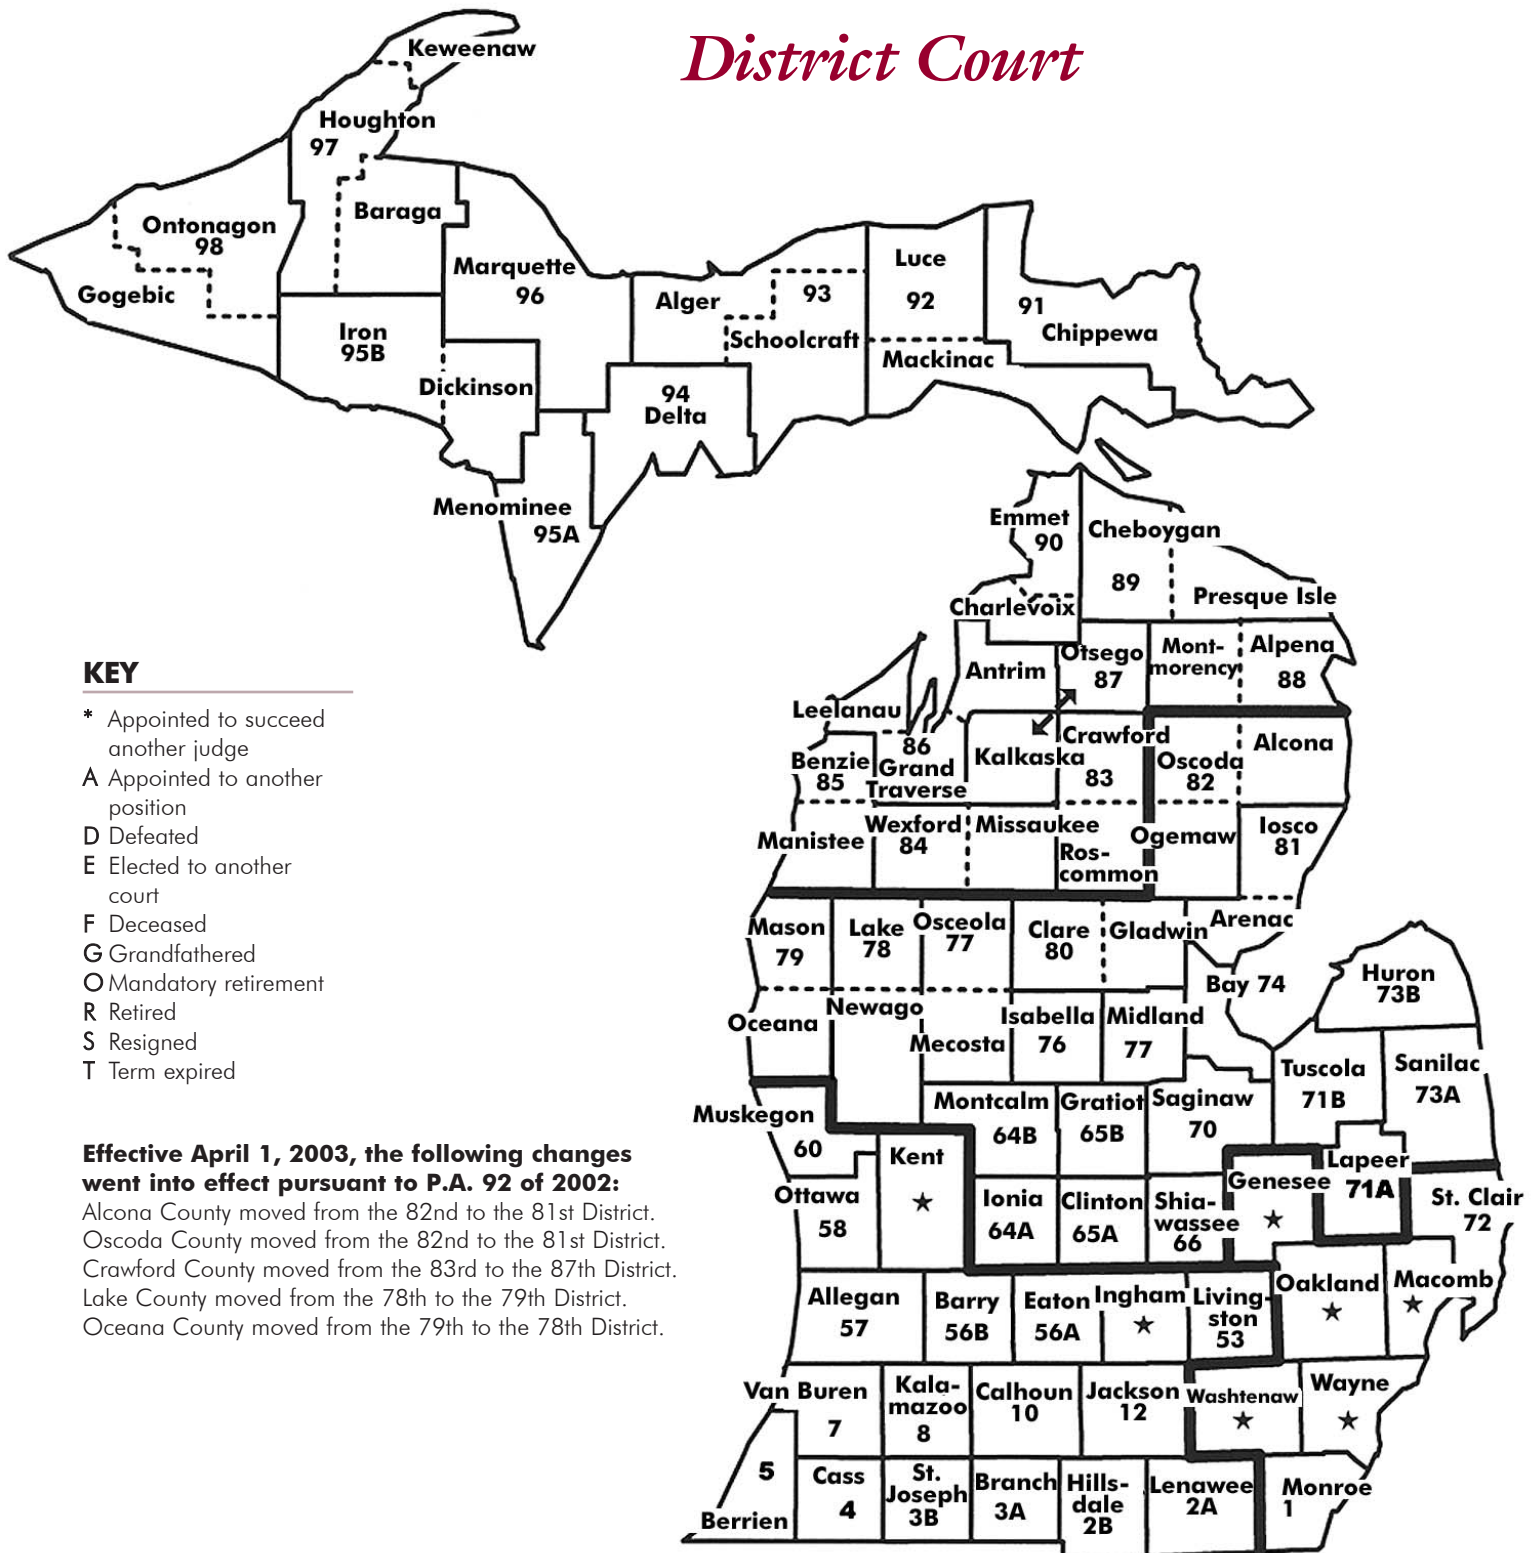 District Court
Keweenaw
Houghton
97
Baraga
Ontonagon
98
Gogebic
Marquette
96
Iron
95B
Dickinson
Alger
93
Schoolcraft
Luce
92
Mackinac
91
Chippewa
94
Delta
Menominee
95A
Emmet
90
Cheboygan
89
Presque Isle
Charlevoix
Antrim
Otsego
87
Mont-
morency
Alpena
88
Leelanau
86
Grand
Traverse
Benzie
85
Kalkaska
Crawford
83
Oscoda
82
Alcona
Manistee
Wexford
84
Missaukee
Ros-
common
Ogemaw
Iosco
81
Mason
79
Lake
78
Osceola
77
Clare
80
Gladwin
Arenac
Bay 74
Huron
73B
Oceana
Newago
Mecosta
Isabella
76
Midland
77
Tuscola
71B
Sanilac
73A
Muskegon
60
Montcalm
64B
Gratiot
65B
Saginaw
70
Kent
★
Ottawa
58
Ionia
64A
Clinton
65A
Shia-
wassee
66
Genesee
★
Lapeer
71A
St. Clair
72
Allegan
57
Barry
56B
Eaton
56A
Ingham
★
Living-
ston
53
Oakland
★
Macomb
★
Van Buren
7
Kala-
mazoo
8
Calhoun
10
Jackson
12
Washtenaw
★
Wayne
★
5
Berrien
Cass
4
St.
Joseph
3B
Branch
3A
Hills-
dale
2B
Lenawee
2A
Monroe
1
KEY
* Appointed to succeed
another judge
A Appointed to another
position
D Defeated
E Elected to another
court
F Deceased
G Grandfathered
O Mandatory retirement
R Retired
S Resigned
T Term expired
Effective April 1, 2003, the following changes
went into effect pursuant to P.A. 92 of 2002:
Alcona County moved from the 82nd to the 81st District.
Oscoda County moved from the 82nd to the 81st District.
Crawford County moved from the 83rd to the 87th District.
Lake County moved from the 78th to the 79th District.
Oceana County moved from the 79th to the 78th District.